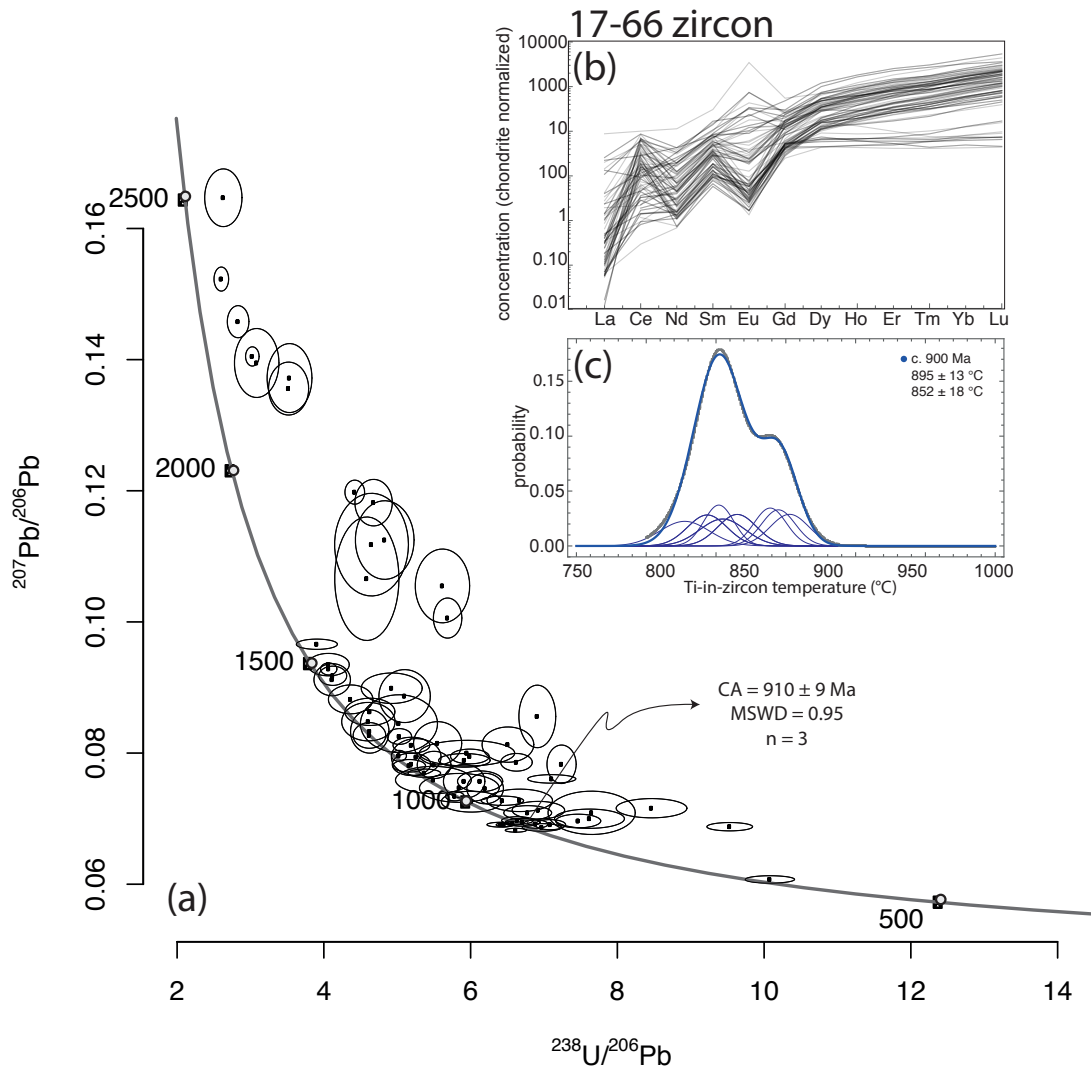 17-66 zircon
(b)
concentration (chondrite normalized)
10000
1000
10
100
1
0.10
0.01
La Ce Nd Sm Eu Gd Dy Ho Er Tm Yb Lu
(c)
c. 900 Ma
895 ± 13 °C
852 ± 18 °C
probability
0.15
0.10
0.05
0.00
750 800 850 900 950 1000
Ti-in-zircon temperature (°C)
2500
2000
1500
1000
500
CA = 910 ± 9 Ma
MSWD = 0.95
n = 3
(a)
²⁰⁷Pb/²⁰⁶Pb
0.16
0.14
0.12
0.10
0.08
0.06
2 4 6 8 10 12 14
²³⁸U/²⁰⁶Pb